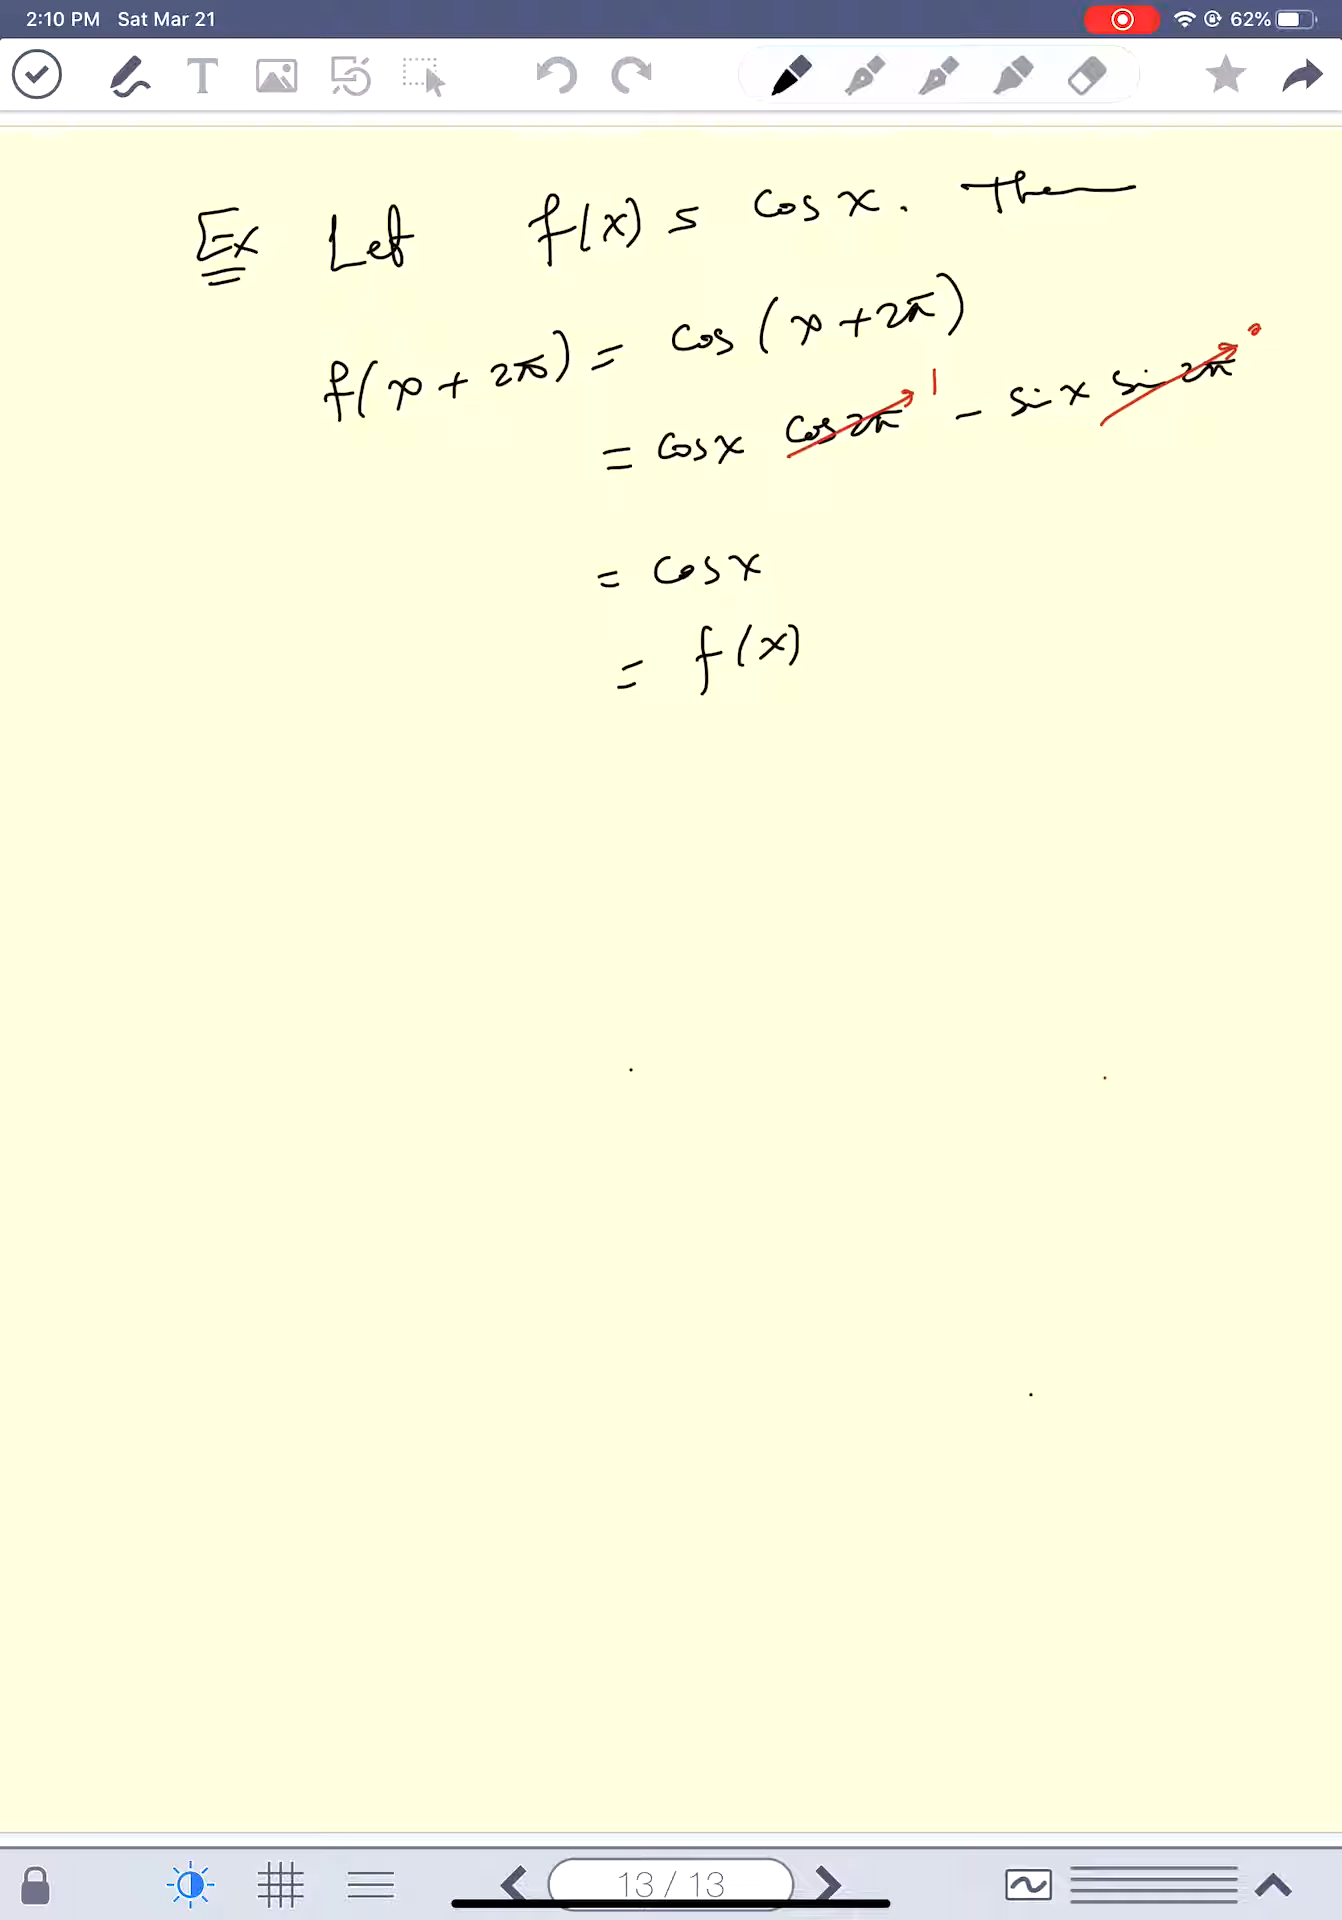 2:10 PM Sat Mar 21 62%
T
Ex Let f(x) = cos x. Then
f(x + 2π) = cos (x + 2π)
= cos x cos 2π 1 - sin x sin 2π 0
= cos x
= f(x)
13 / 13